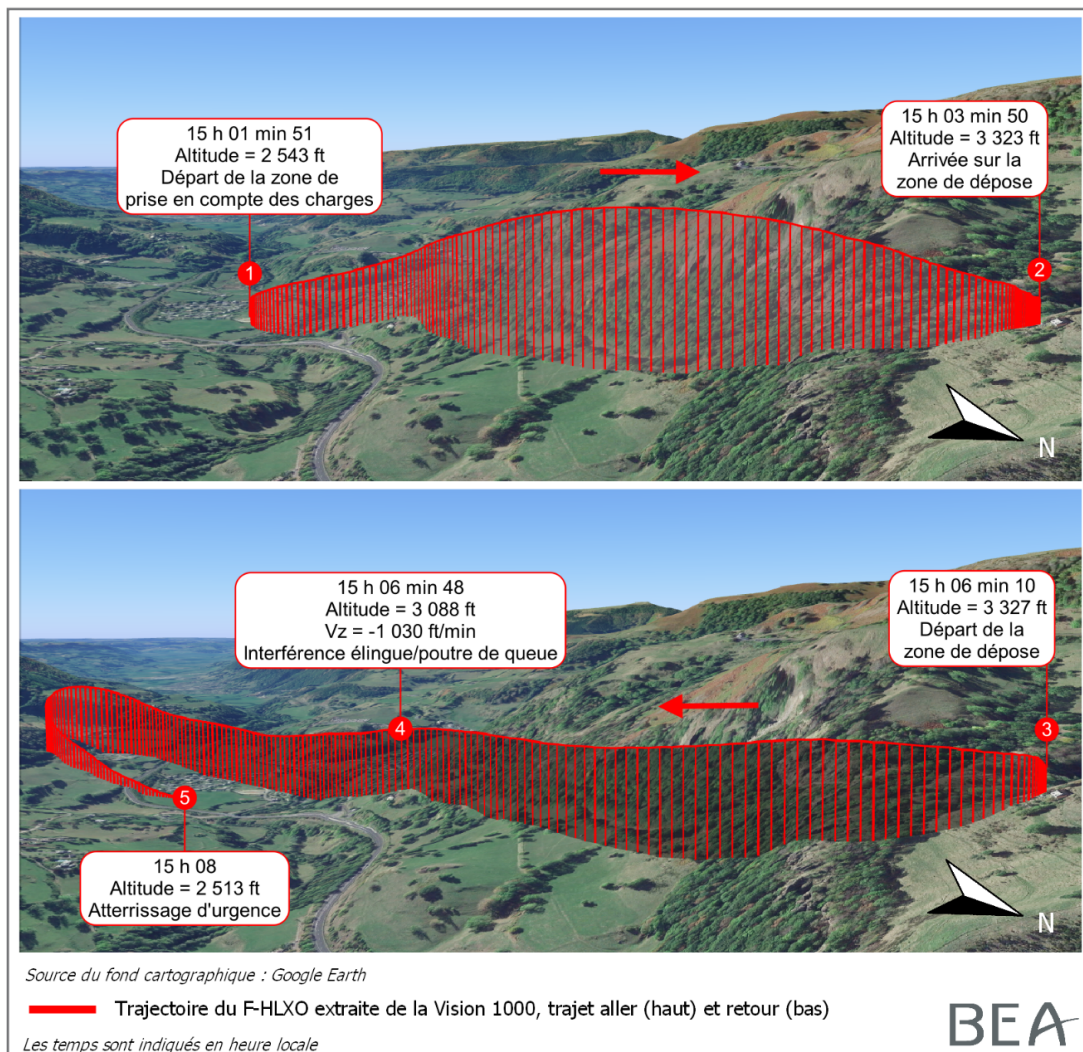 15 h 01 min 51
Altitude = 2 543 ft
Départ de la zone de
prise en compte des charges
15 h 03 min 50
Altitude = 3 323 ft
Arrivée sur la
zone de dépose
1
2
N
15 h 06 min 48
Altitude = 3 088 ft
Vz = -1 030 ft/min
Interférence élingue/poutre de queue
15 h 06 min 10
Altitude = 3 327 ft
Départ de la
zone de dépose
4
3
5
15 h 08
Altitude = 2 513 ft
Atterrissage d'urgence
N
Source du fond cartographique : Google Earth
Trajectoire du F-HLXO extraite de la Vision 1000, trajet aller (haut) et retour (bas)
Les temps sont indiqués en heure locale
BEA